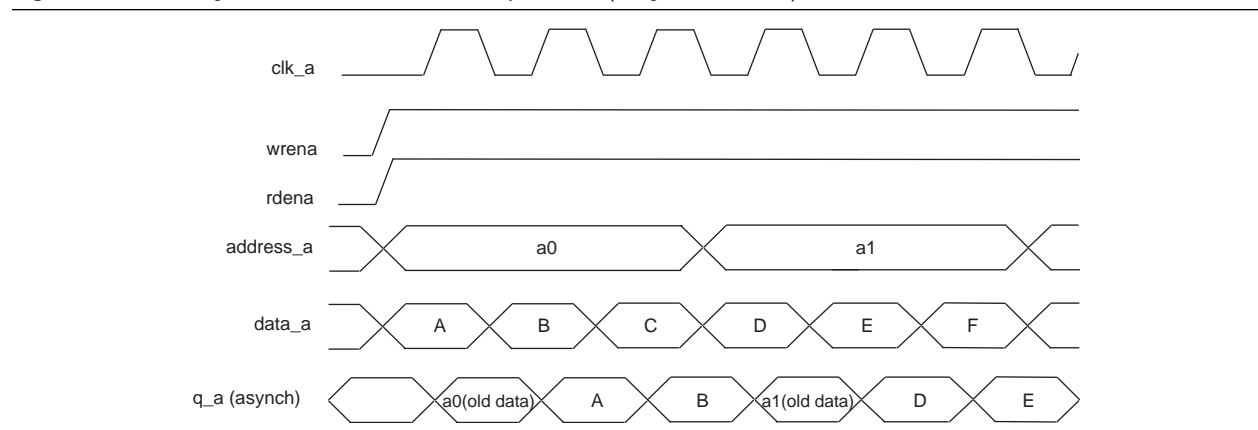 clk_a
wrena
rdena
address_a a0 a1
data_a A B C D E F
q_a (asynch) a0(old data) A B a1(old data) D E